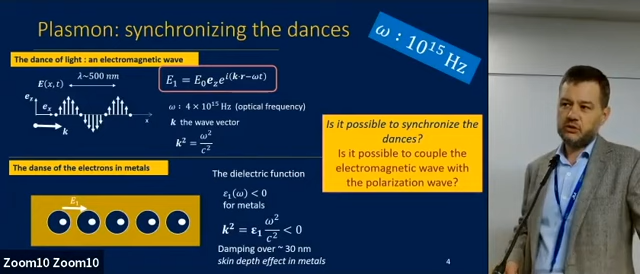 Plasmon: synchronizing the dances
ω : 10¹⁵ Hz
The dance of light : an electromagnetic wave
E(x, t)
λ~500 nm
E₁ = E₀e_z e^{i(k·r−ωt)}
e_z
e_x
x
k
ω : 4 × 10¹⁵ Hz (optical frequency)
k the wave vector
k² = ω²/c²
Is it possible to synchronize the dances?
Is it possible to couple the
electromagnetic wave with
the polarization wave?
The danse of the electrons in metals
E₁
The dielectric function
ε₁(ω) < 0
for metals
k² = ε₁ ω²/c² < 0
Damping over ~ 30 nm
skin depth effect in metals
Zoom10 Zoom10
4